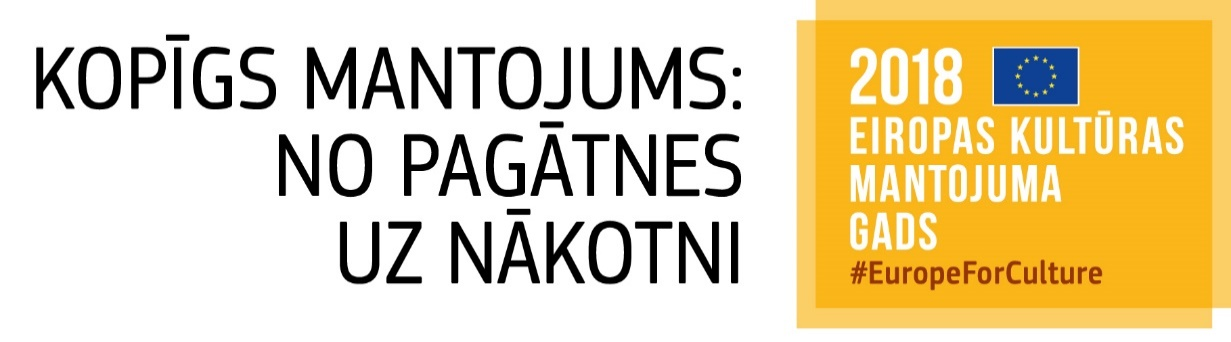 KOPĪGS MANTOJUMS:
NO PAGĀTNES
UZ NĀKOTNI
2018
EIROPAS KULTŪRAS
MANTOJUMA
GADS
#EuropeForCulture